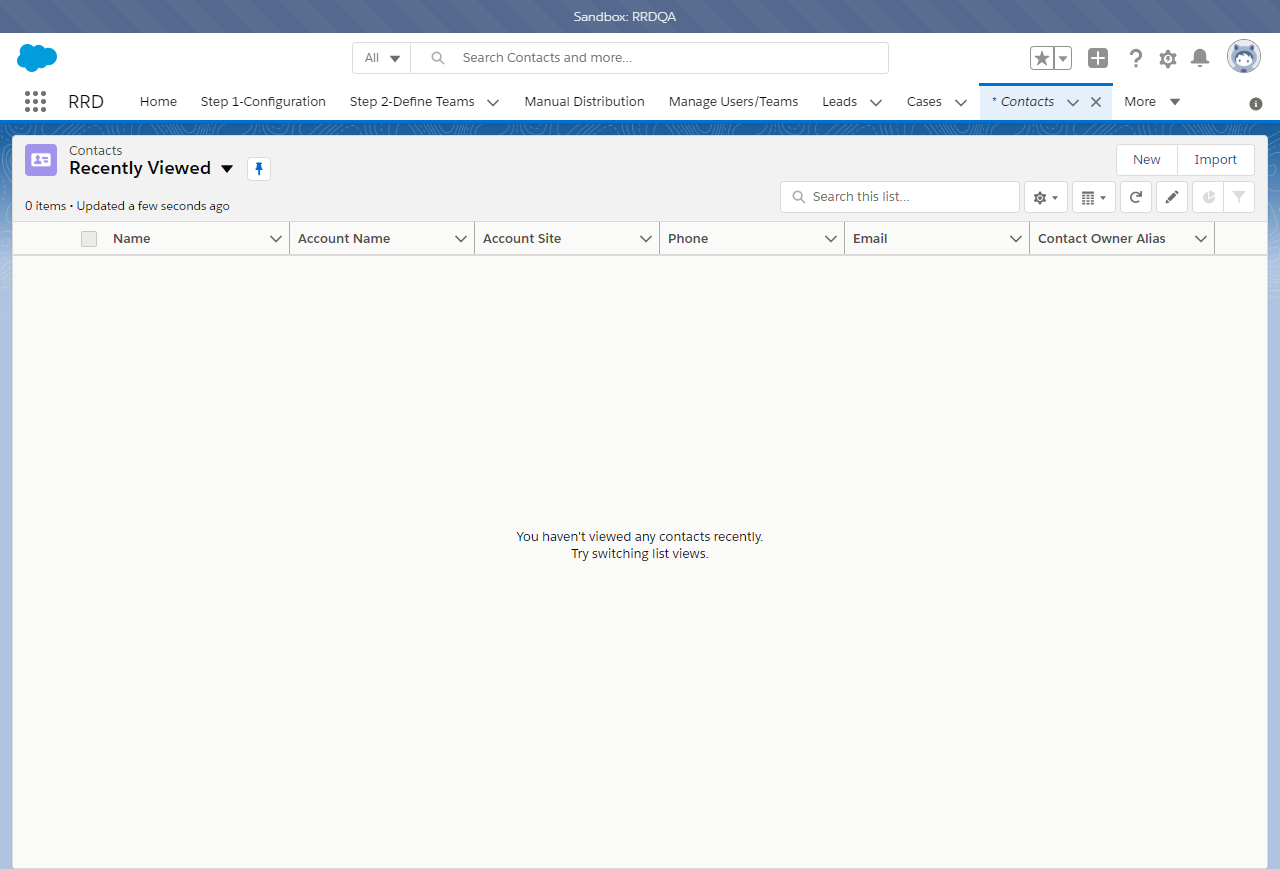 Sandbox: RRDQA
All
Search Contacts and more...
RRD
Home
Step 1-Configuration
Step 2-Define Teams
Manual Distribution
Manage Users/Teams
Leads
Cases
* Contacts
More
Contacts
Recently Viewed
New
Import
0 items • Updated a few seconds ago
Search this list...
Name
Account Name
Account Site
Phone
Email
Contact Owner Alias
You haven't viewed any contacts recently.
Try switching list views.